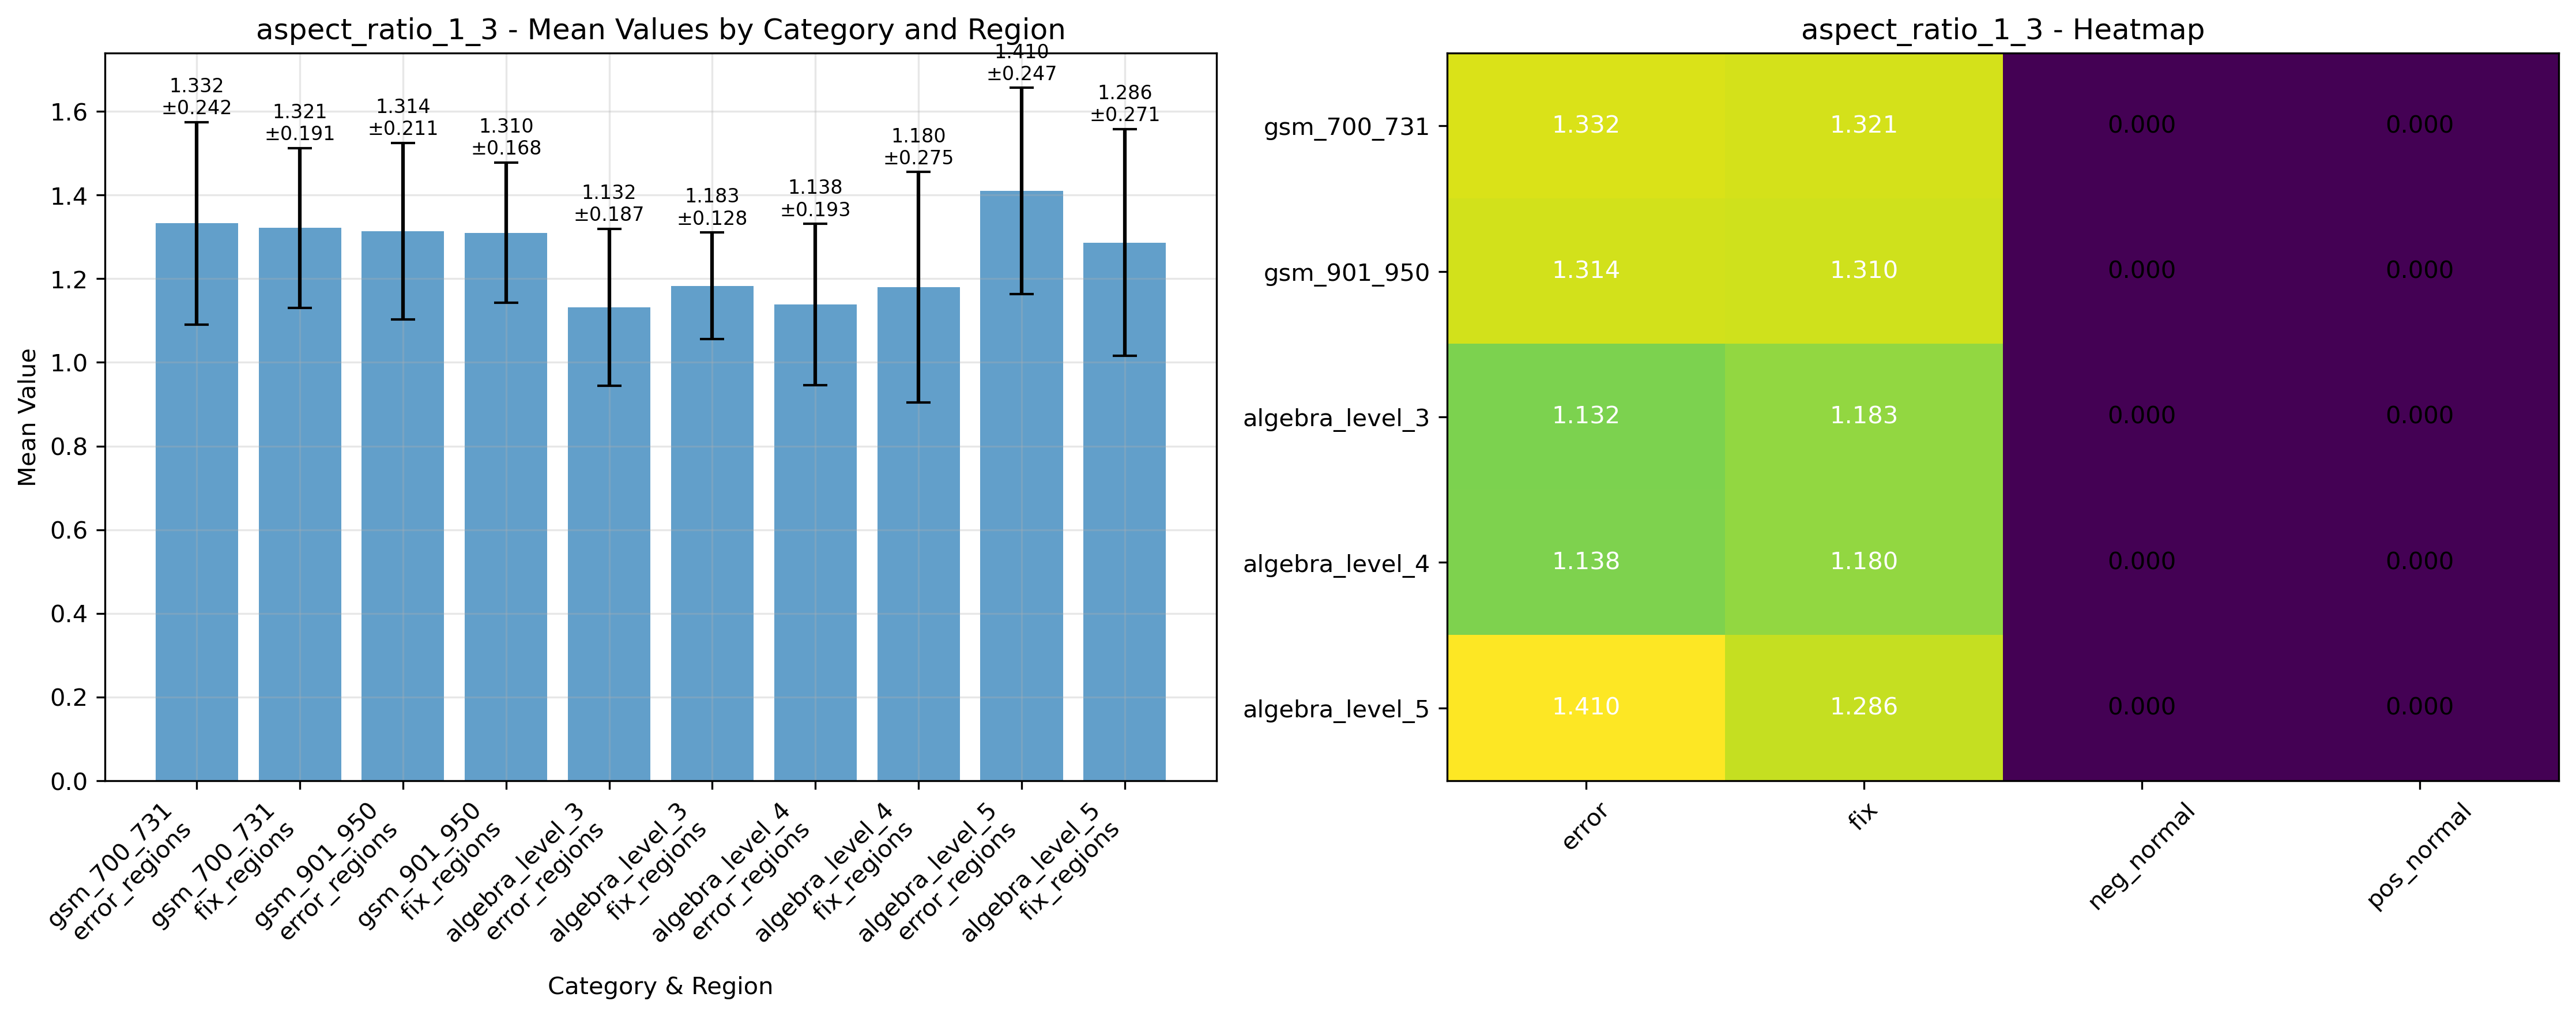 aspect_ratio_1_3 - Mean Values by Category and Region
Mean Value
1.6
1.4
1.2
1.0
0.8
0.6
0.4
0.2
0.0
1.332
±0.242
1.321
±0.191
1.314
±0.211
1.310
±0.168
1.132
±0.187
1.183
±0.128
1.138
±0.193
1.180
±0.275
1.410
±0.247
1.286
±0.271
gsm_700_731
error_regions
gsm_700_731
fix_regions
gsm_901_950
error_regions
gsm_901_950
fix_regions
algebra_level_3
error_regions
algebra_level_3
fix_regions
algebra_level_4
error_regions
algebra_level_4
fix_regions
algebra_level_5
error_regions
algebra_level_5
fix_regions
Category & Region
aspect_ratio_1_3 - Heatmap
gsm_700_731 1.332 1.321 0.000 0.000
gsm_901_950 1.314 1.310 0.000 0.000
algebra_level_3 1.132 1.183 0.000 0.000
algebra_level_4 1.138 1.180 0.000 0.000
algebra_level_5 1.410 1.286 0.000 0.000
error
fix
neg_normal
pos_normal